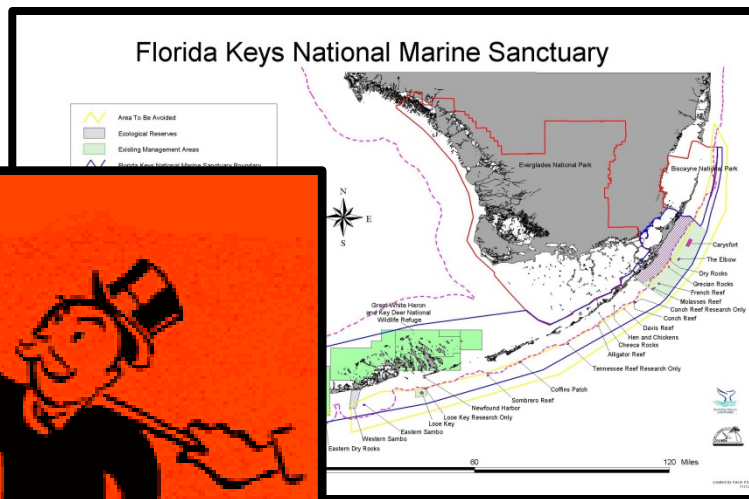 Florida Keys National Marine Sanctuary
Area To Be Avoided
Ecological Reserves
Existing Management Areas
Florida Keys National Marine Sanctuary Boundary
N
E
S
Everglades National Park
Biscayne National Park
Carysfort
The Elbow
Dry Rocks
Grecian Rocks
French Reef
Molasses Reef
Conch Reef Research Only
Conch Reef
Davis Reef
Hen and Chickens
Cheeca Rocks
Alligator Reef
Tennessee Reef Research Only
Great White Heron
and Key Deer National
Wildlife Refuge
Coffins Patch
Sombrero Reef
Newfound Harbor
Looe Key Research Only
Looe Key
Eastern Sambo
Western Sambo
Eastern Dry Rocks
60
120 Miles